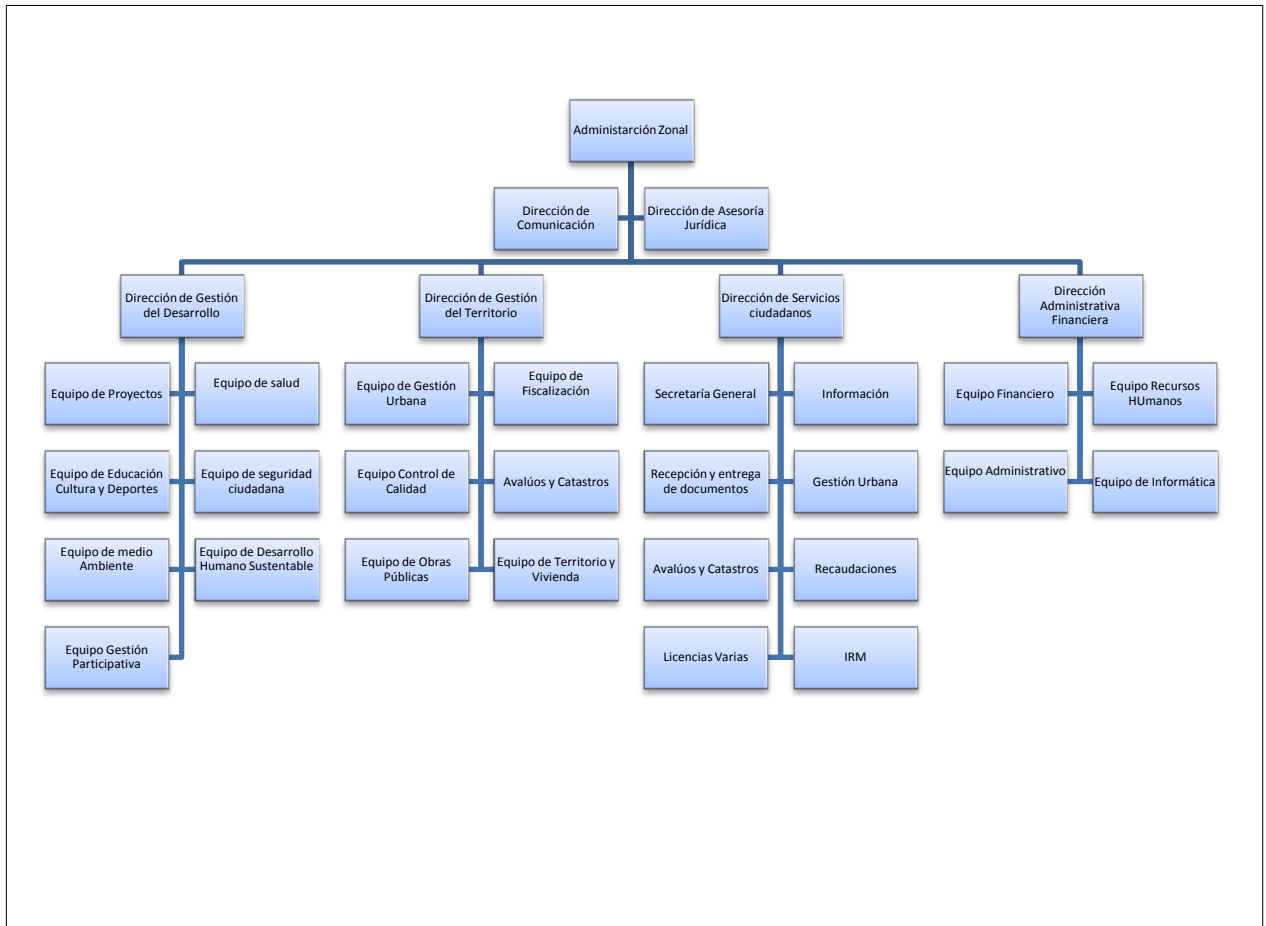 Administarción Zonal
Dirección de
Comunicación
Dirección de Asesoría
Jurídica
Dirección de Gestión
del Desarrollo
Dirección de Gestión
del Territorio
Dirección de Servicios
ciudadanos
Dirección
Administrativa
Financiera
Equipo de Proyectos
Equipo de salud
Equipo de Educación
Cultura y Deportes
Equipo de seguridad
ciudadana
Equipo de medio
Ambiente
Equipo de Desarrollo
Humano Sustentable
Equipo Gestión
Participativa
Equipo de Gestión
Urbana
Equipo de
Fiscalización
Equipo Control de
Calidad
Avalúos y Catastros
Equipo de Obras
Públicas
Equipo de Territorio y
Vivienda
Secretaría General
Información
Recepción y entrega
de documentos
Gestión Urbana
Avalúos y Catastros
Recaudaciones
Licencias Varias
IRM
Equipo Financiero
Equipo Recursos
HUmanos
Equipo Administrativo
Equipo de Informática